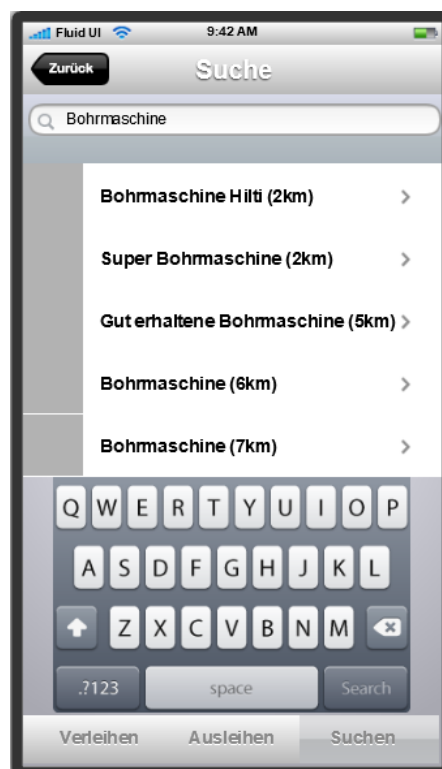 Fluid UI 9:42 AM
Zurück Suche
Bohrmaschine
Bohrmaschine Hilti (2km)
Super Bohrmaschine (2km)
Gut erhaltene Bohrmaschine (5km)
Bohrmaschine (6km)
Bohrmaschine (7km)
Q W E R T Y U I O P
A S D F G H J K L
Z X C V B N M
.?123 space Search
Verleihen Ausleihen Suchen